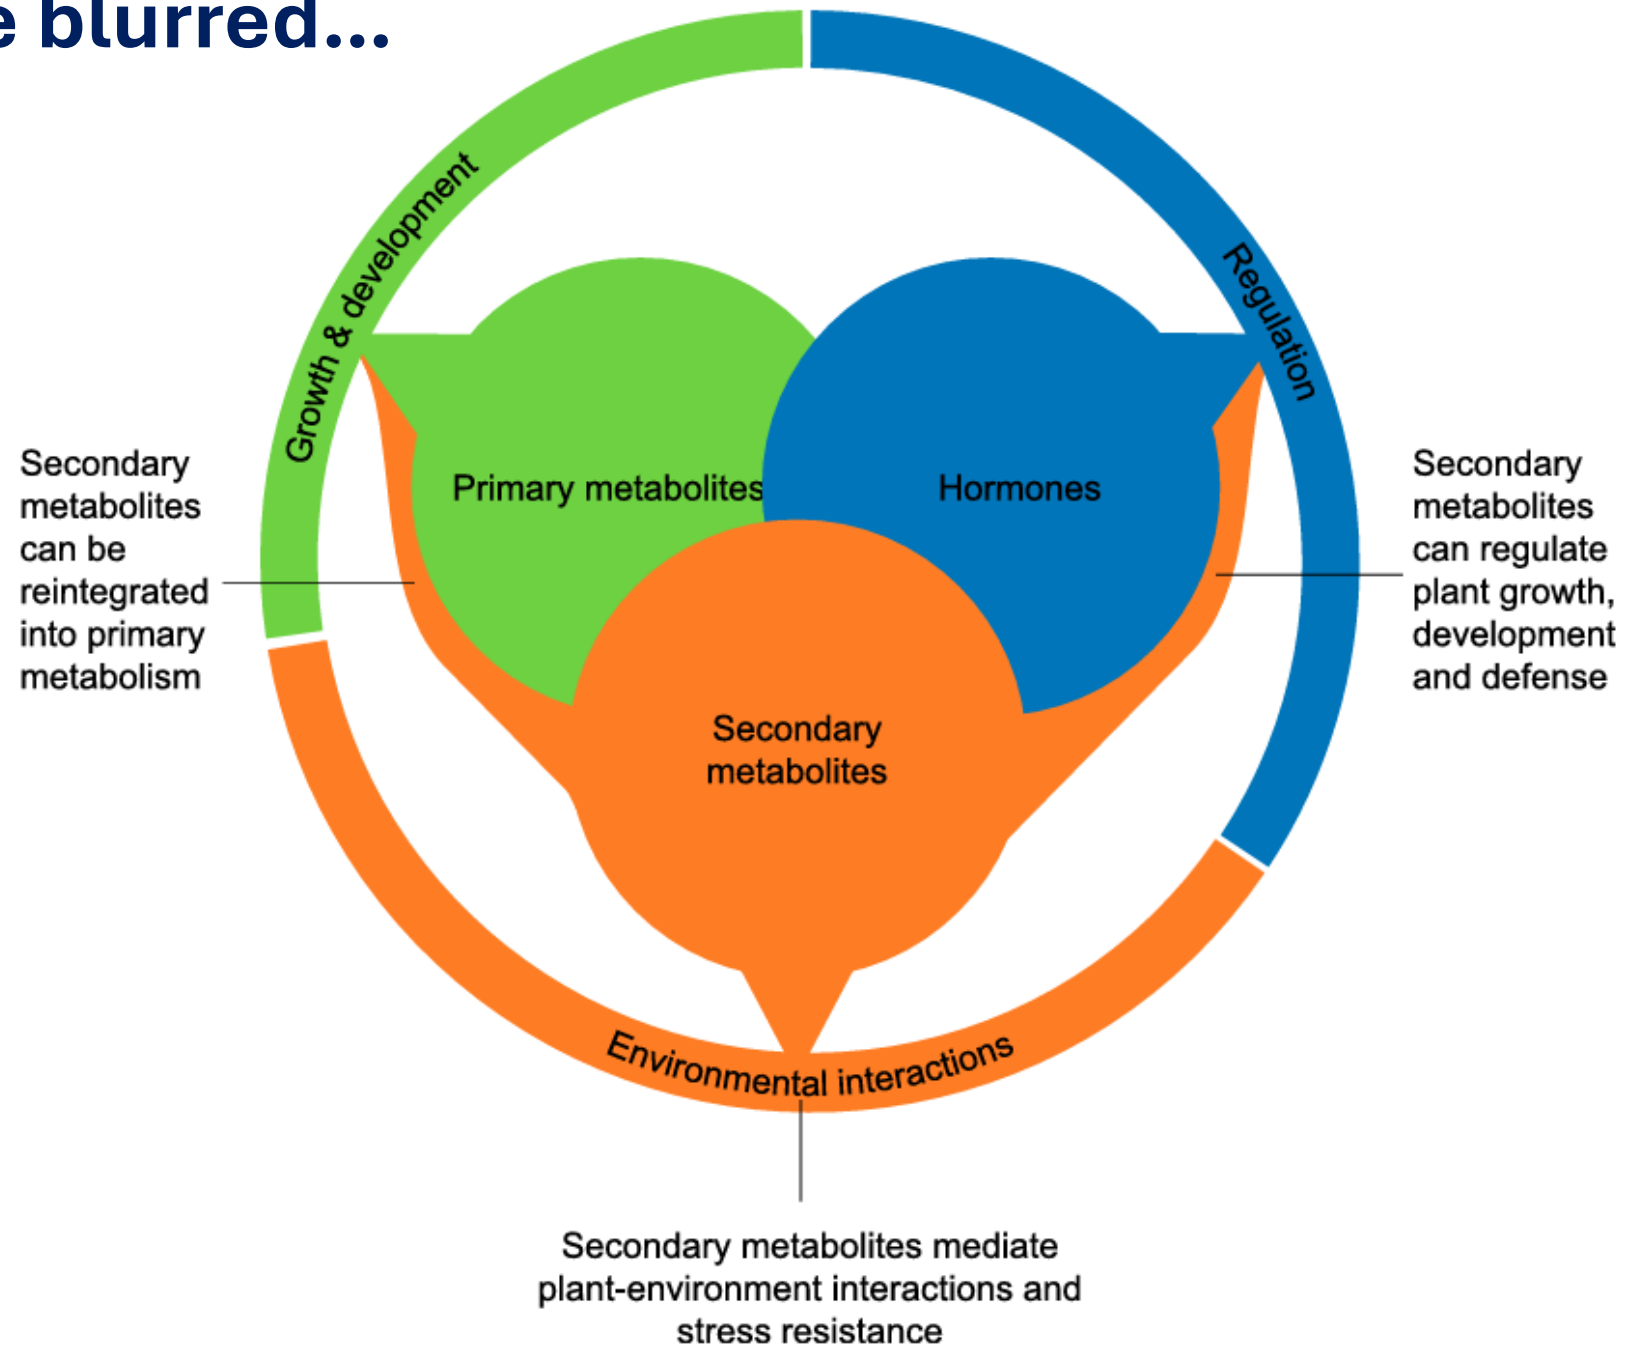 e blurred...
Growth & development
Regulation
Primary metabolites
Hormones
Secondary
metabolites
can be
reintegrated
into primary
metabolism
Secondary
metabolites
can regulate
plant growth,
development
and defense
Secondary
metabolites
Environmental interactions
Secondary metabolites mediate
plant-environment interactions and
stress resistance